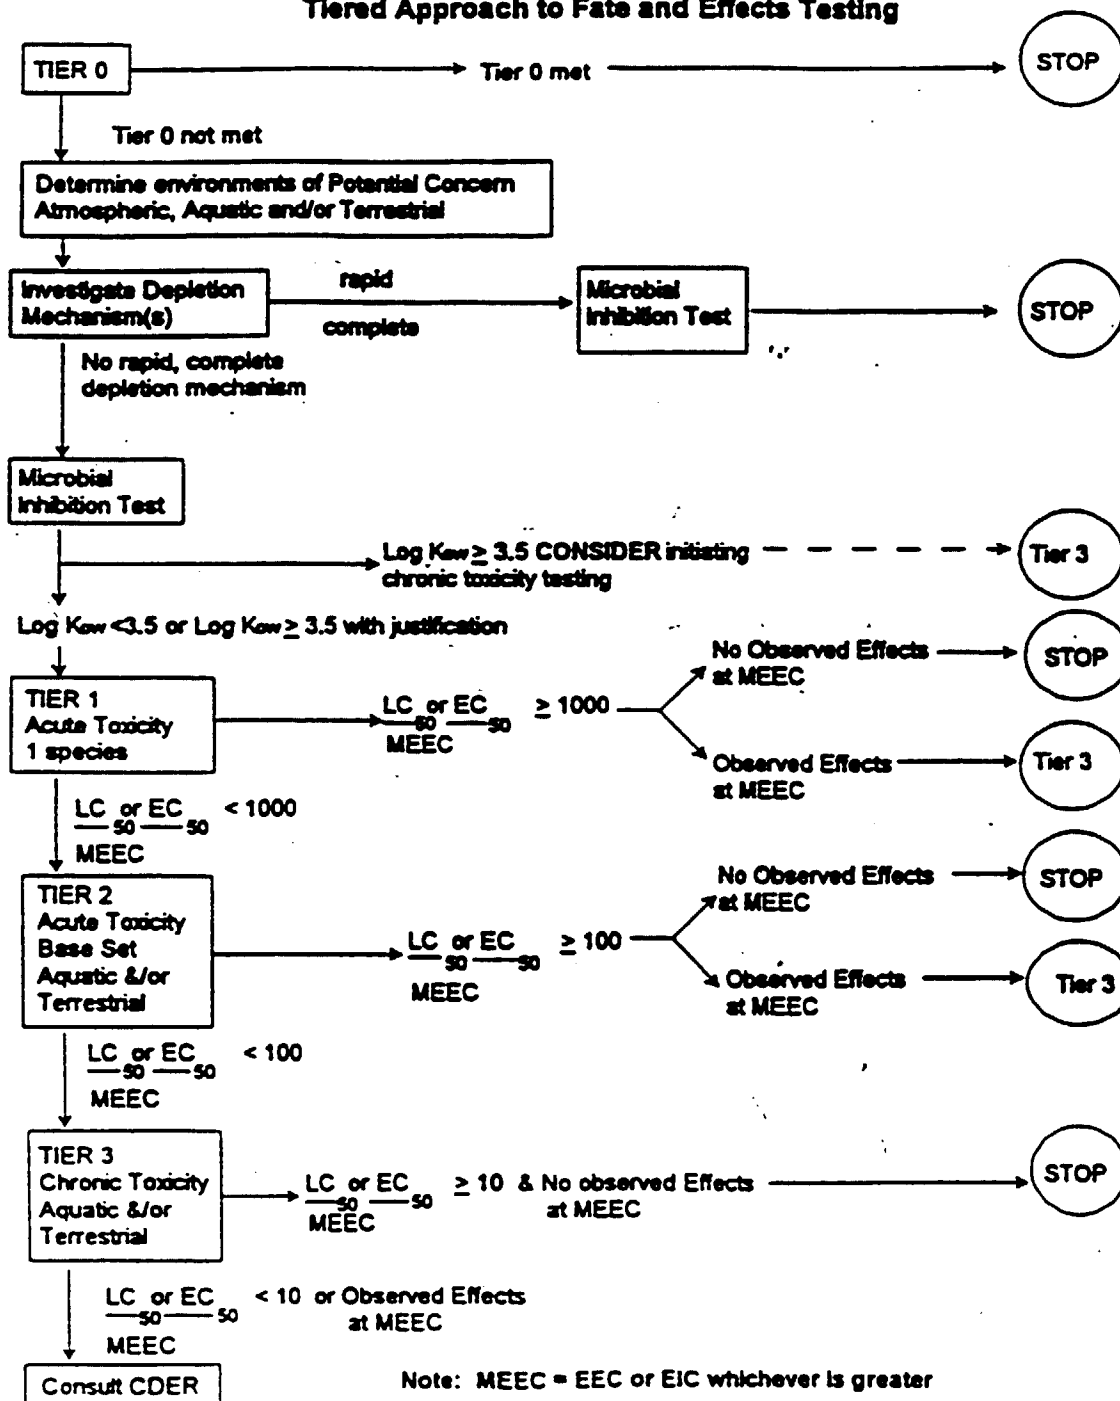 Tiered Approach to Fate and Effects Testing
TIER 0
Tier 0 met
STOP
Tier 0 not met
Determine environments of Potential Concern
Atmospheric, Aquatic and/or Terrestrial
Investigate Depletion
Mechanism(s)
rapid
complete
Microbial
Inhibition Test
STOP
No rapid, complete
depletion mechanism
Microbial
Inhibition Test
Log Kow ≥ 3.5 CONSIDER initiating
chronic toxicity testing
Tier 3
Log Kow <3.5 or Log Kow ≥ 3.5 with justification
TIER 1
Acute Toxicity
1 species
LC50 or EC50 ≥ 1000
MEEC
No Observed Effects
at MEEC
STOP
Observed Effects
at MEEC
Tier 3
LC50 or EC50 < 1000
MEEC
TIER 2
Acute Toxicity
Base Set
Aquatic &/or
Terrestrial
LC50 or EC50 ≥ 100
MEEC
No Observed Effects
at MEEC
STOP
Observed Effects
at MEEC
Tier 3
LC50 or EC50 < 100
MEEC
TIER 3
Chronic Toxicity
Aquatic &/or
Terrestrial
LC50 or EC50 ≥ 10 & No observed Effects
MEEC at MEEC
STOP
LC50 or EC50 < 10 or Observed Effects
at MEEC
MEEC
Consult CDER
Note: MEEC = EEC or EIC whichever is greater